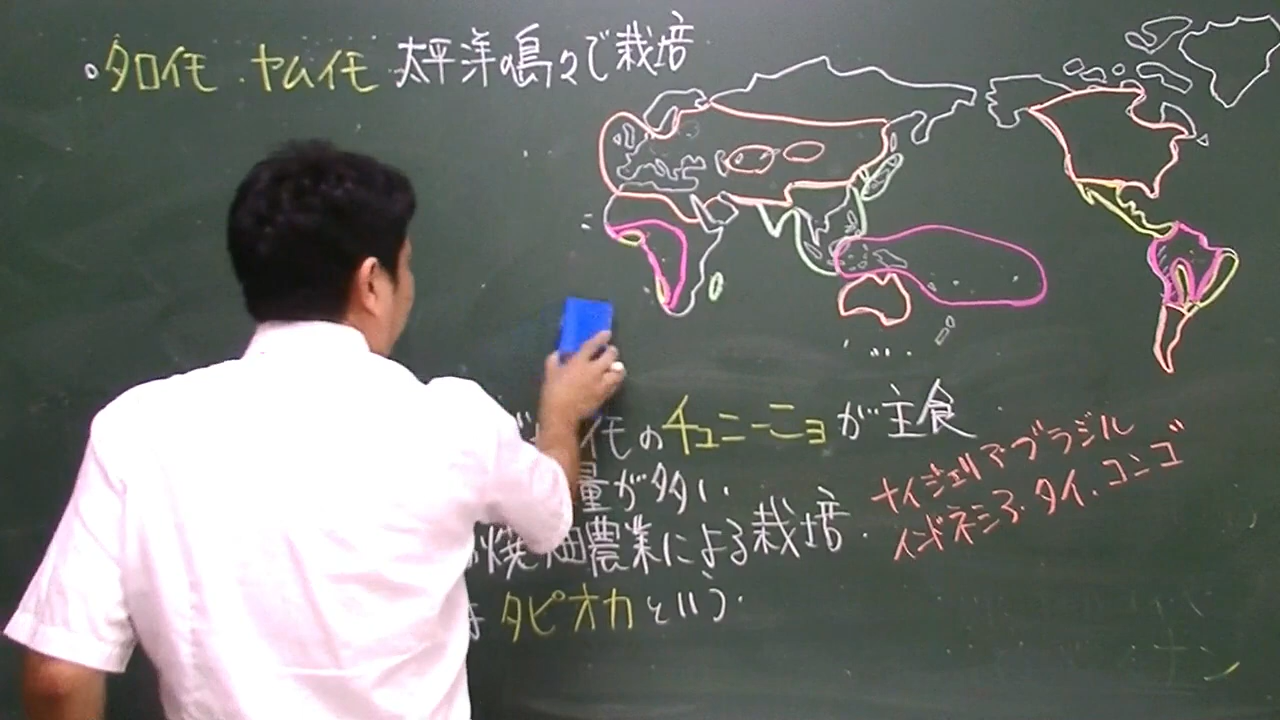 。タロイモ ・ヤムイモ 太平洋の島々で栽培
イモのチューニョが主食
量が多い
焼畑農業による栽培・
ナイジェリア・ブラジル
インドネシア・タイ・コンゴ
タピオカという・